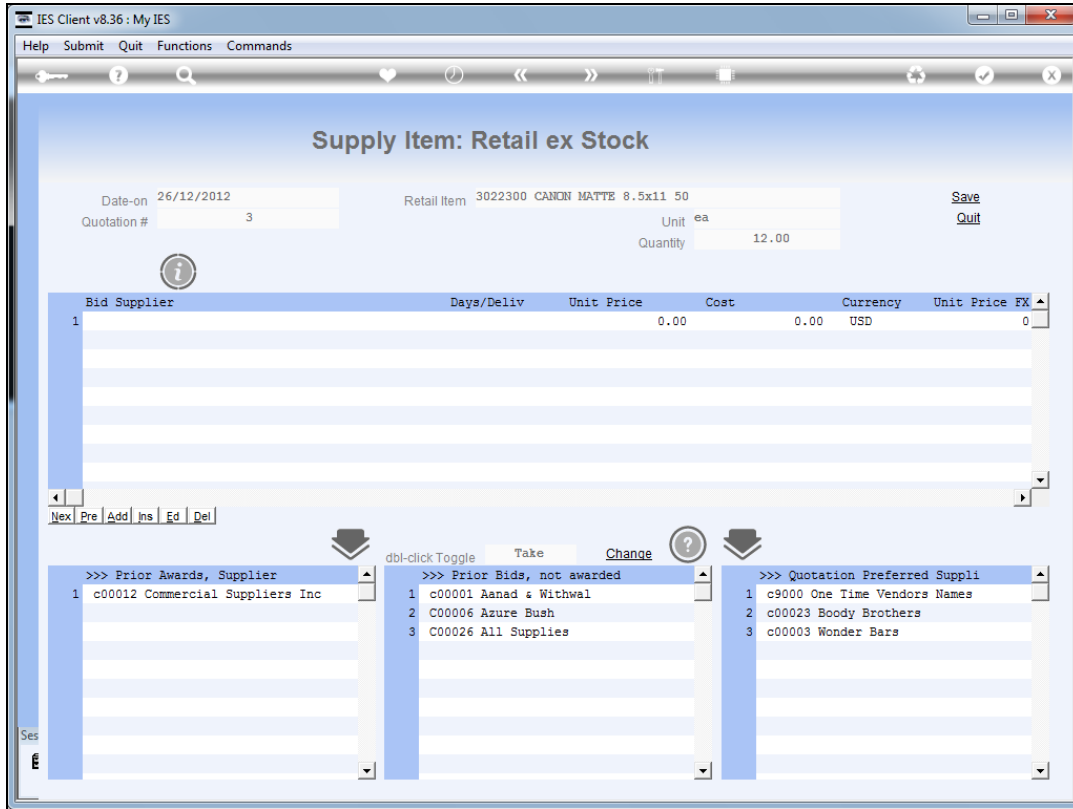 IES Client v8.36 : My IES
Help Submit Quit Functions Commands
Supply Item: Retail ex Stock
Date-on 26/12/2012 Retail Item 3022300 CANON MATTE 8.5x11 50 Save
Quotation # 3 Unit ea Quit
Quantity 12.00
Bid Supplier Days/Deliv Unit Price Cost Currency Unit Price FX
1 0.00 0.00 USD 0
Nex Pre Add Ins Ed Del
dbl-click Toggle Take Change
>>> Prior Awards, Supplier >>> Prior Bids, not awarded >>> Quotation Preferred Suppli
1 c00012 Commercial Suppliers Inc 1 c00001 Aanad & Withwal 1 c9000 One Time Vendors Names
2 C00006 Azure Bush 2 c00023 Boody Brothers
3 C00026 All Supplies 3 c00003 Wonder Bars
Ses